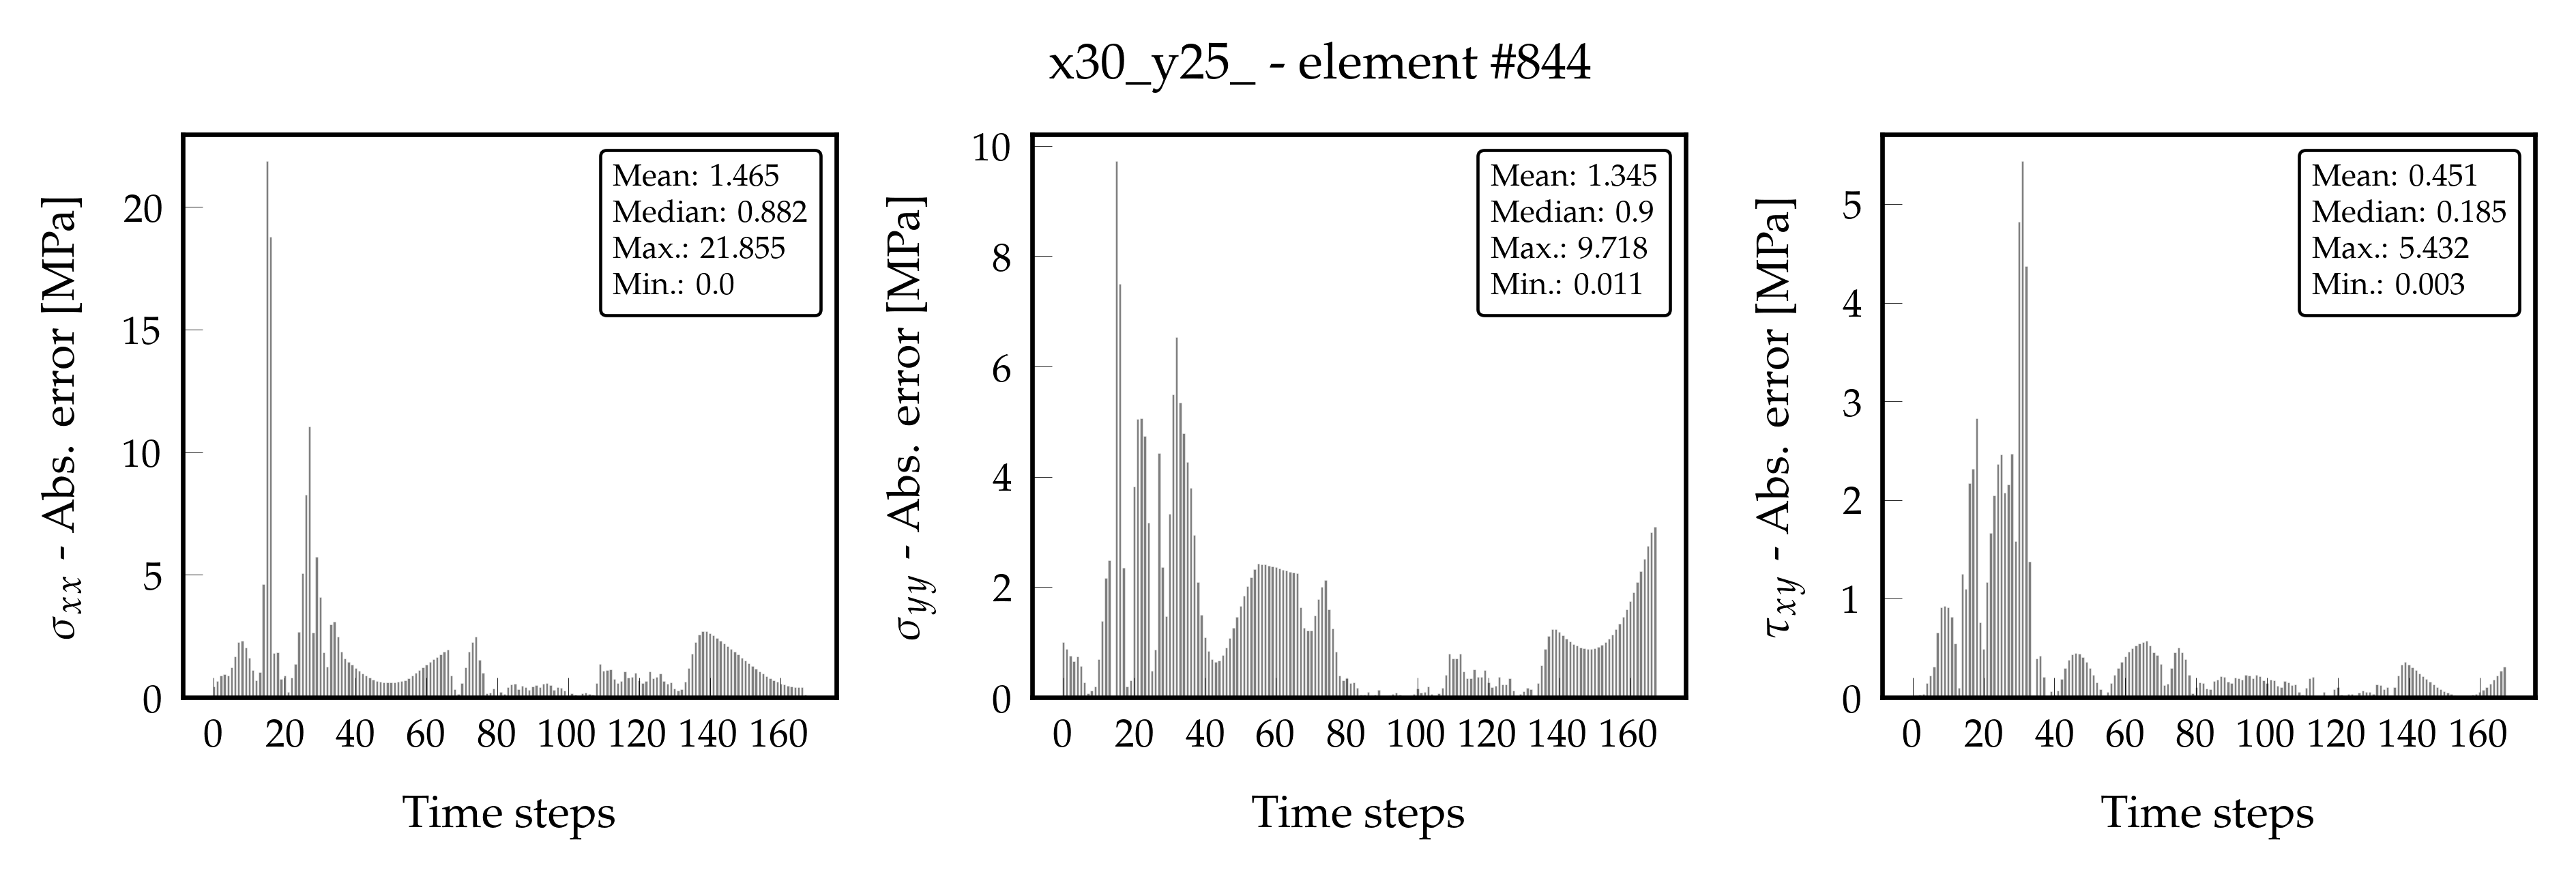 x30_y25_ - element #844
σxx - Abs. error [MPa]
20
15
10
5
0
Mean: 1.465
Median: 0.882
Max.: 21.855
Min.: 0.0
0 20 40 60 80 100 120 140 160
Time steps
σyy - Abs. error [MPa]
10
8
6
4
2
0
Mean: 1.345
Median: 0.9
Max.: 9.718
Min.: 0.011
0 20 40 60 80 100 120 140 160
Time steps
τxy - Abs. error [MPa]
5
4
3
2
1
0
Mean: 0.451
Median: 0.185
Max.: 5.432
Min.: 0.003
0 20 40 60 80 100 120 140 160
Time steps